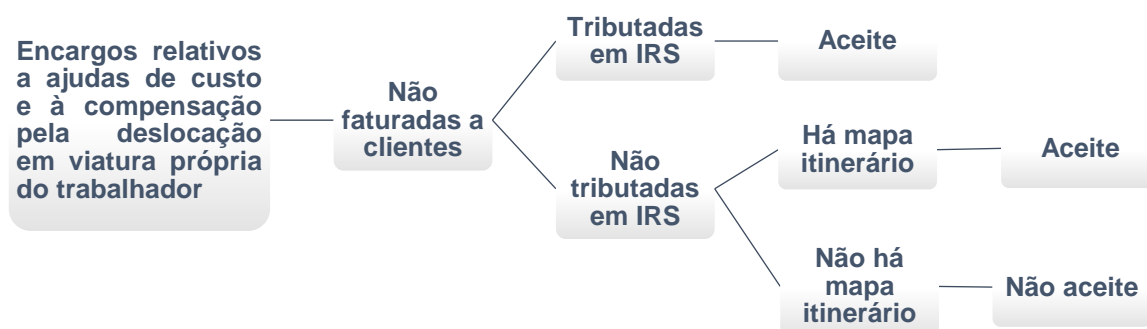 Encargos relativos
a ajudas de custo
e à compensação
pela deslocação
em viatura própria
do trabalhador
Não
faturadas a
clientes
Tributadas
em IRS
Aceite
Não
tributadas
em IRS
Há mapa
itinerário
Aceite
Não há
mapa
itinerário
Não aceite